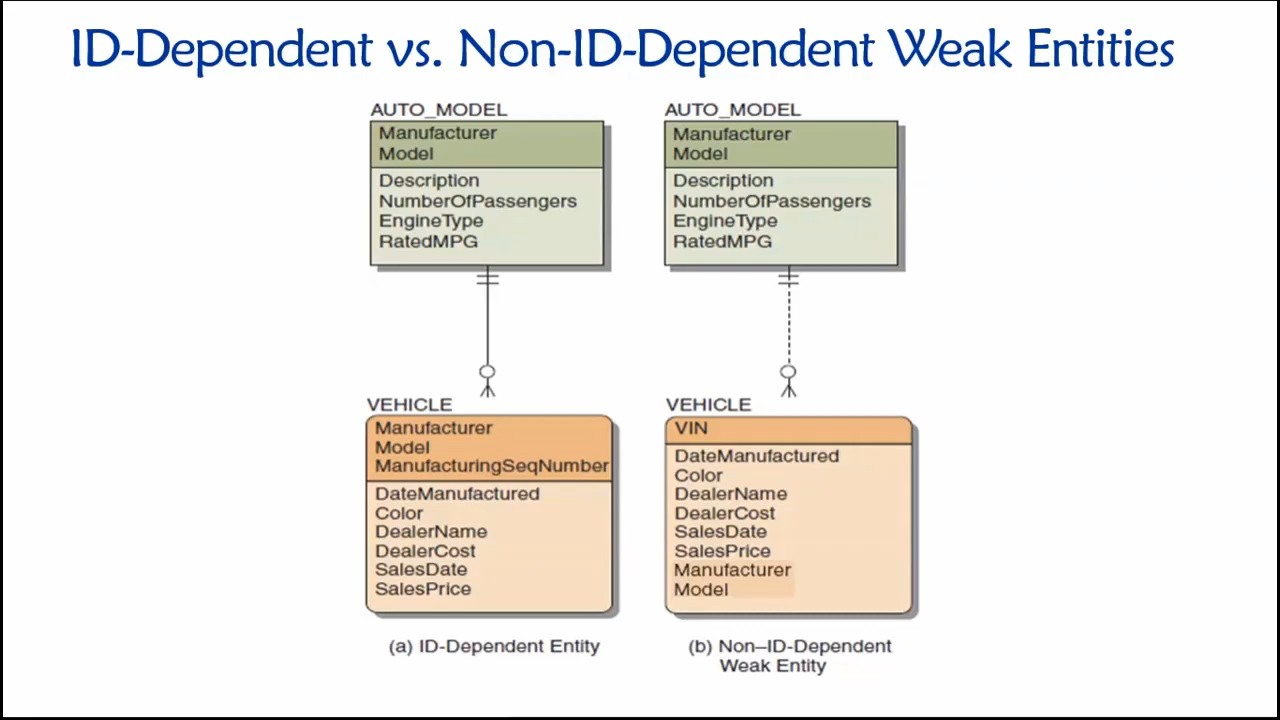 ID-Dependent vs. Non-ID-Dependent Weak Entities
AUTO_MODEL
Manufacturer
Model
Description
NumberOfPassengers
EngineType
RatedMPG
VEHICLE
Manufacturer
Model
ManufacturingSeqNumber
DateManufactured
Color
DealerName
DealerCost
SalesDate
SalesPrice
(a) ID-Dependent Entity
AUTO_MODEL
Manufacturer
Model
Description
NumberOfPassengers
EngineType
RatedMPG
VEHICLE
VIN
DateManufactured
Color
DealerName
DealerCost
SalesDate
SalesPrice
Manufacturer
Model
(b) Non–ID-Dependent
Weak Entity